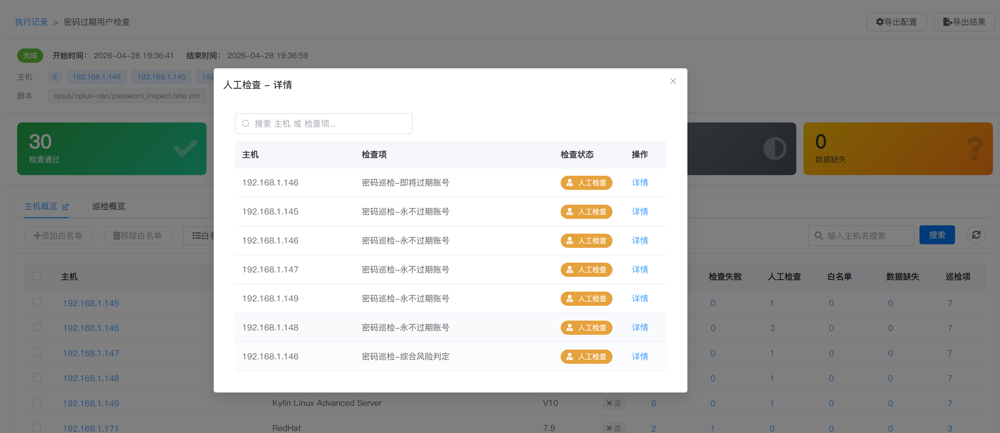 执行记录 > 密码过期用户检查
导出配置 导出结果
完成 开始时间： 2026-04-28 19:36:41 结束时间： 2026-04-28 19:36:59
主机 6 192.168.1.146 192.168.1.145 192
脚本 oplus/oplus-cac/password_inspect/site.yml
30
检查通过
0
数据缺失
主机概览 巡检概览
添加白名单 移除白名单 白名
输入主机名搜索 搜索
人工检查 - 详情
搜索 主机 或 检查项...
主机 检查项 检查状态 操作
192.168.1.146 密码巡检-即将过期账号 人工检查 详情
192.168.1.145 密码巡检-永不过期账号 人工检查 详情
192.168.1.146 密码巡检-永不过期账号 人工检查 详情
192.168.1.147 密码巡检-永不过期账号 人工检查 详情
192.168.1.149 密码巡检-永不过期账号 人工检查 详情
192.168.1.148 密码巡检-永不过期账号 人工检查 详情
192.168.1.146 密码巡检-综合风险判定 人工检查 详情
主机 检查失败 人工检查 白名单 数据缺失 巡检项
192.168.1.145 0 1 0 0 7
192.168.1.146 0 3 0 0 7
192.168.1.147 0 1 0 0 7
192.168.1.148 0 1 0 0 7
192.168.1.149 Kylin Linux Advanced Server V10 否 6 0 1 0 0 7
192.168.1.171 RedHat 7.9 否 2 1 0 0 0 3